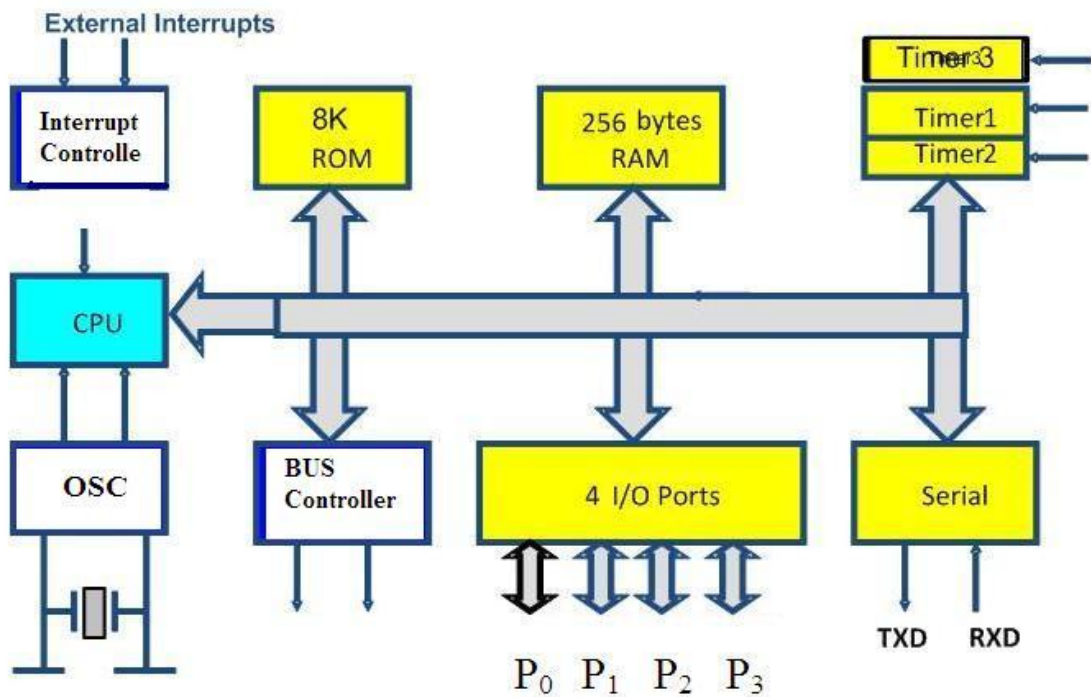 External Interrupts
Timer 3
Timer3
Interrupt
Controlle
8K
ROM
256 bytes
RAM
Timer1
Timer2
CPU
OSC
BUS
Controller
4 I/O Ports
Serial
TXD RXD
P₀ P₁ P₂ P₃